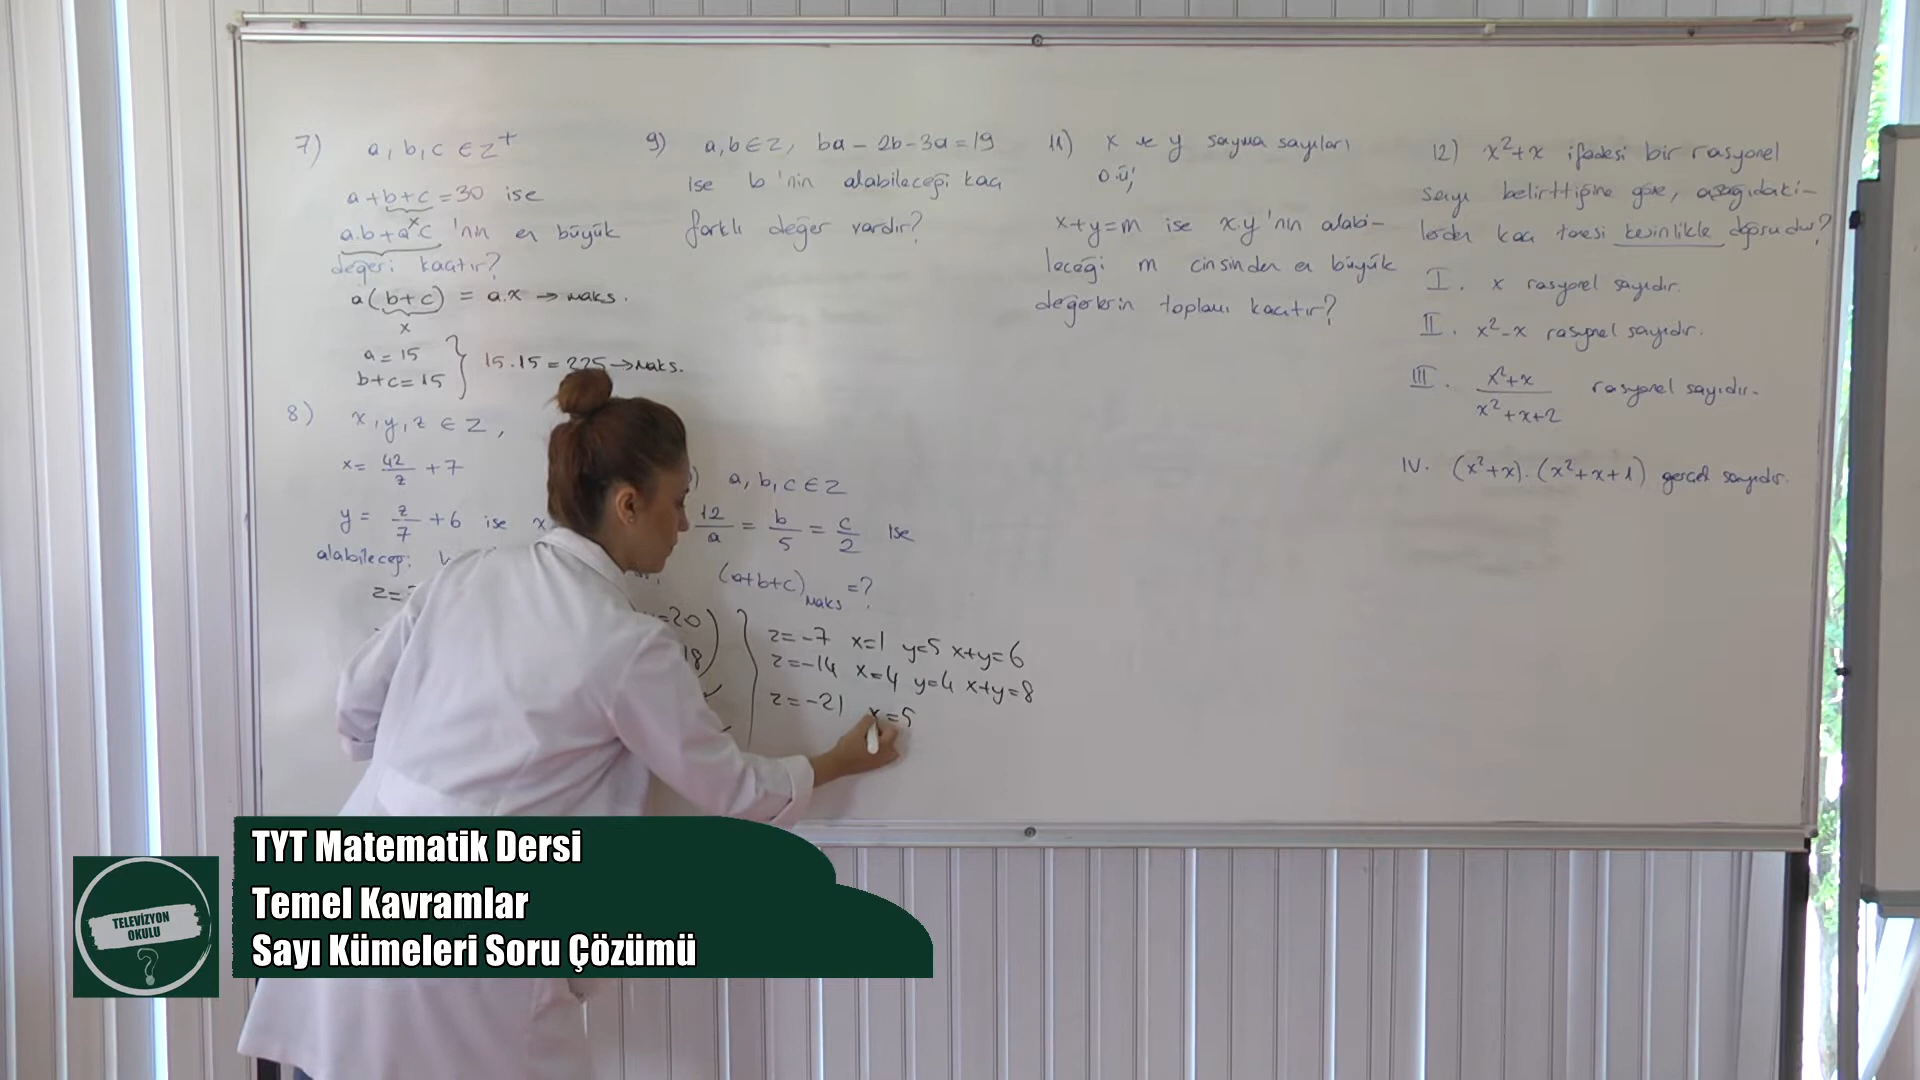 7) a, b, c ∈ Z⁺
a+b+c=30 ise
x
a.b+a.c 'nin en büyük
değeri kaçtır?
a(b+c) = a.x → maks.
x
a=15
b+c=15
15.15=225 → maks.
8) x, y, z ∈ Z,
x= 42/z +7
y= z/7 +6 ise x
alabileceği
z=
=20
18
z=-7 x=1 y=5 x+y=6
z=-14 x=4 y=4 x+y=8
z=-21 x=5
9) a, b ∈ Z, ba-2b-3a=19
ise b 'nin alabileceği kaç
farklı değer vardır?
) a, b, c ∈ Z
12/a = b/5 = c/2 ise
(a+b+c)maks =?
11) x ve y sayma sayıları
o.ü;
x+y=m ise x.y 'nin alabi-
leceği m cinsinden en büyük
değerlerin toplamı kaçtır?
12) x²+x ifadesi bir rasyonel
sayı belirttiğine göre, aşağıdaki-
lerden kaç tanesi kesinlikle doğrudur?
I. x rasyonel sayıdır.
II. x²-x rasyonel sayıdır.
III. x²+x / x²+x+2 rasyonel sayıdır.
IV. (x²+x).(x²+x+1) gerçel sayıdır.
TELEVİZYON
OKULU
?
TYT Matematik Dersi
Temel Kavramlar
Sayı Kümeleri Soru Çözümü